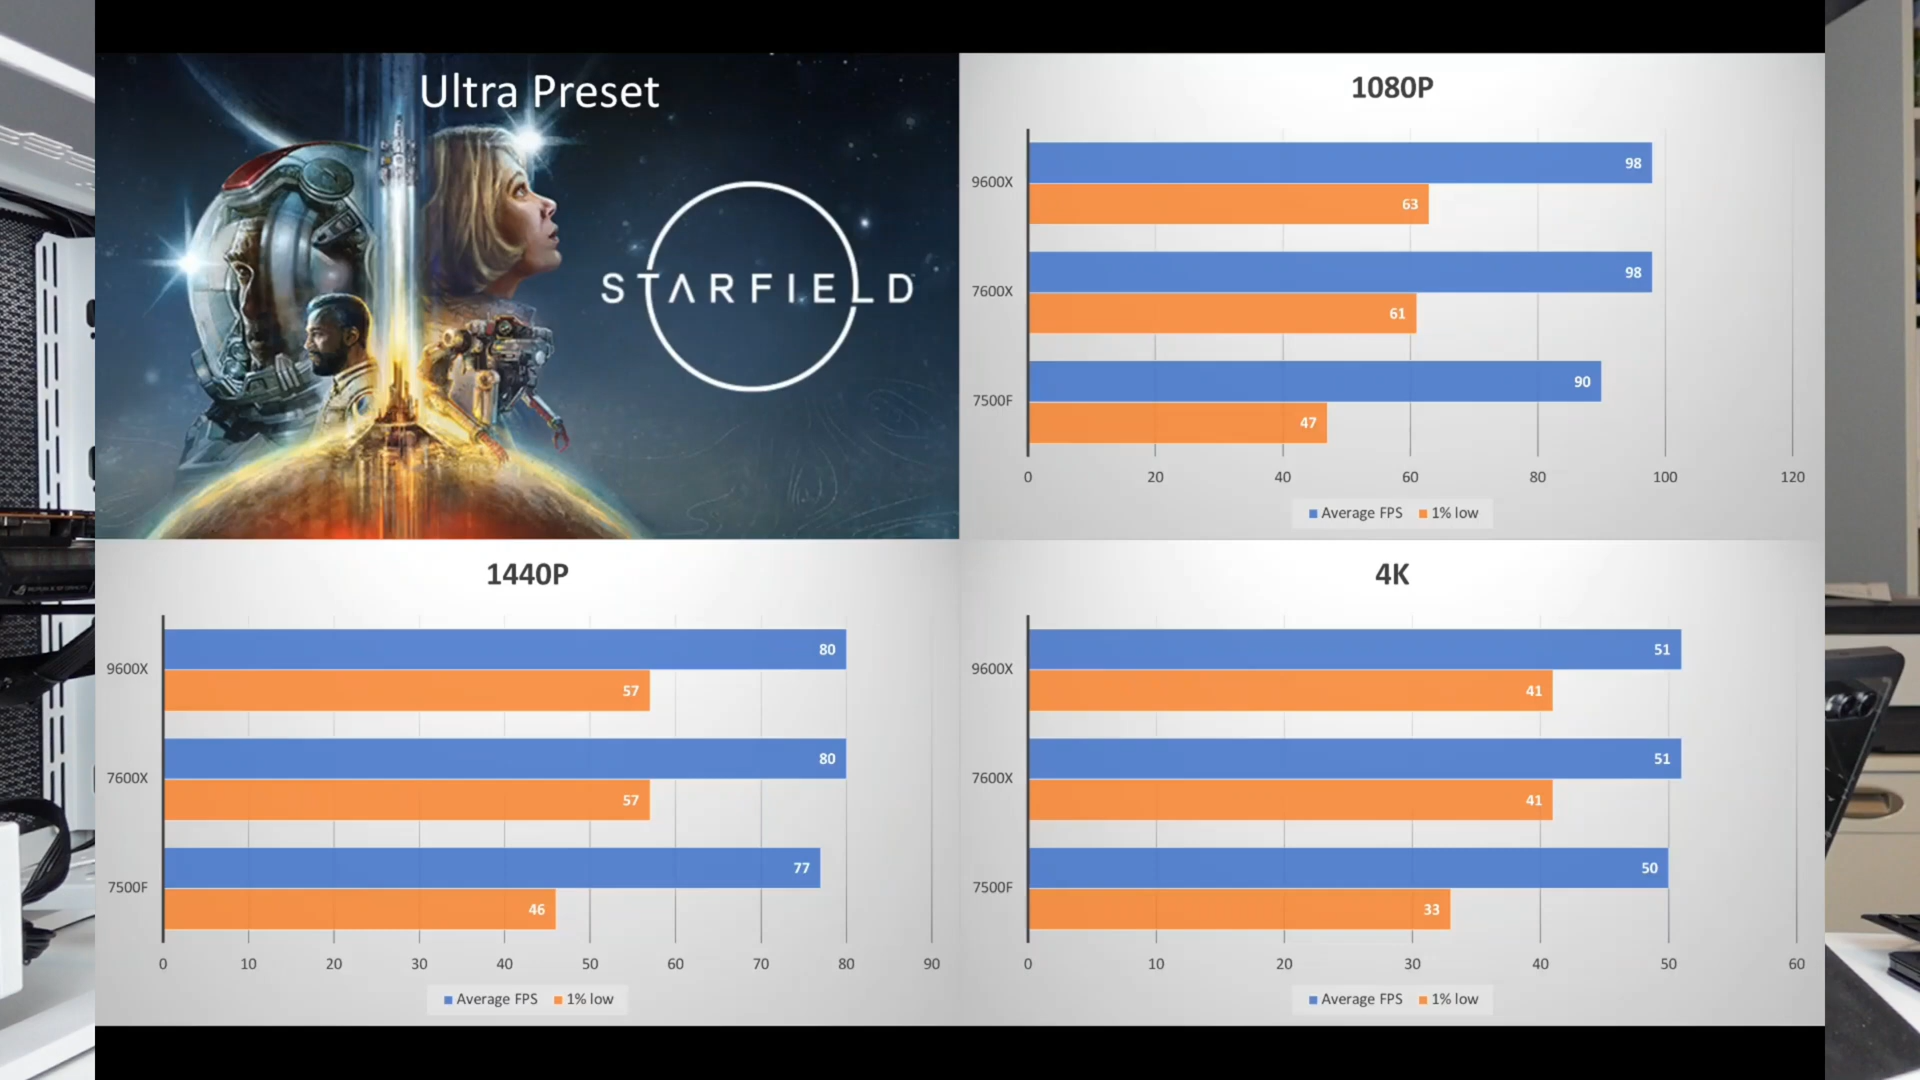 Ultra Preset
STARFIELD
1080P
9600X
98
63
7600X
98
61
7500F
90
47
0 20 40 60 80 100 120
Average FPS 1% low
1440P
9600X
80
57
7600X
80
57
7500F
77
46
0 10 20 30 40 50 60 70 80 90
Average FPS 1% low
4K
9600X
51
41
7600X
51
41
7500F
50
33
0 10 20 30 40 50 60
Average FPS 1% low